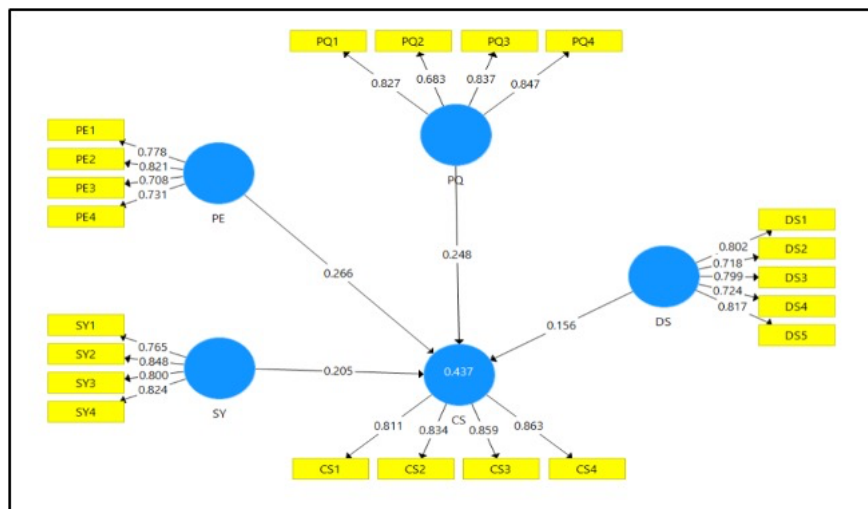 PQ1 PQ2 PQ3 PQ4
0.827 0.683 0.837 0.847
PQ
PE1
PE2
PE3
PE4
0.778
0.821
0.708
0.731
PE
0.248
0.266
DS1
DS2
DS3
DS4
DS5
0.802
0.718
0.799
0.724
0.817
DS
0.156
SY1
SY2
SY3
SY4
0.765
0.848
0.800
0.824
SY
0.205
0.437
CS
0.811 0.834 0.859 0.863
CS1 CS2 CS3 CS4